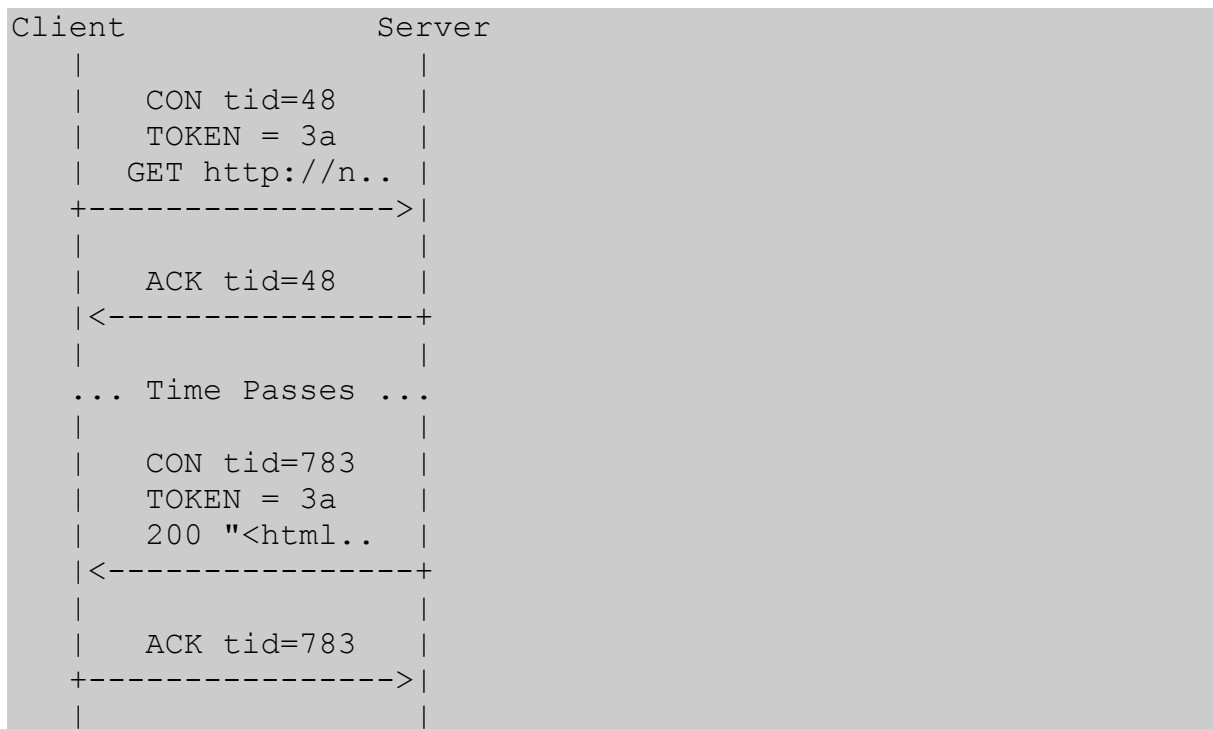 Client              Server
   |                  |
   |   CON tid=48     |
   |   TOKEN = 3a     |
   |  GET http://n..  |
   +----------------->|
   |                  |
   |   ACK tid=48     |
   |<-----------------+
   |                  |
   ... Time Passes ...
   |                  |
   |   CON tid=783    |
   |   TOKEN = 3a     |
   |   200 "<html..   |
   |<-----------------+
   |                  |
   |   ACK tid=783    |
   +----------------->|
   |                  |